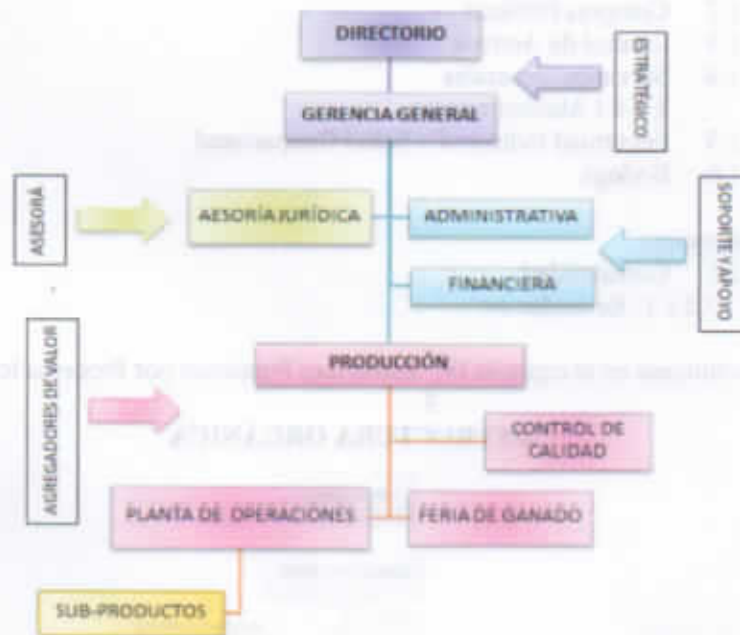 DIRECTORIO
ESTRATÉGICO
GERENCIA GENERAL
ASESORÁ
AESORÍA JURÍDICA
ADMINISTRATIVA
SOPORTE Y APOYO
FINANCIERA
AGREGADORES DE VALOR
PRODUCCIÓN
CONTROL DE
CALIDAD
PLANTA DE OPERACIONES
FERIA DE GANADO
SUB-PRODUCTOS